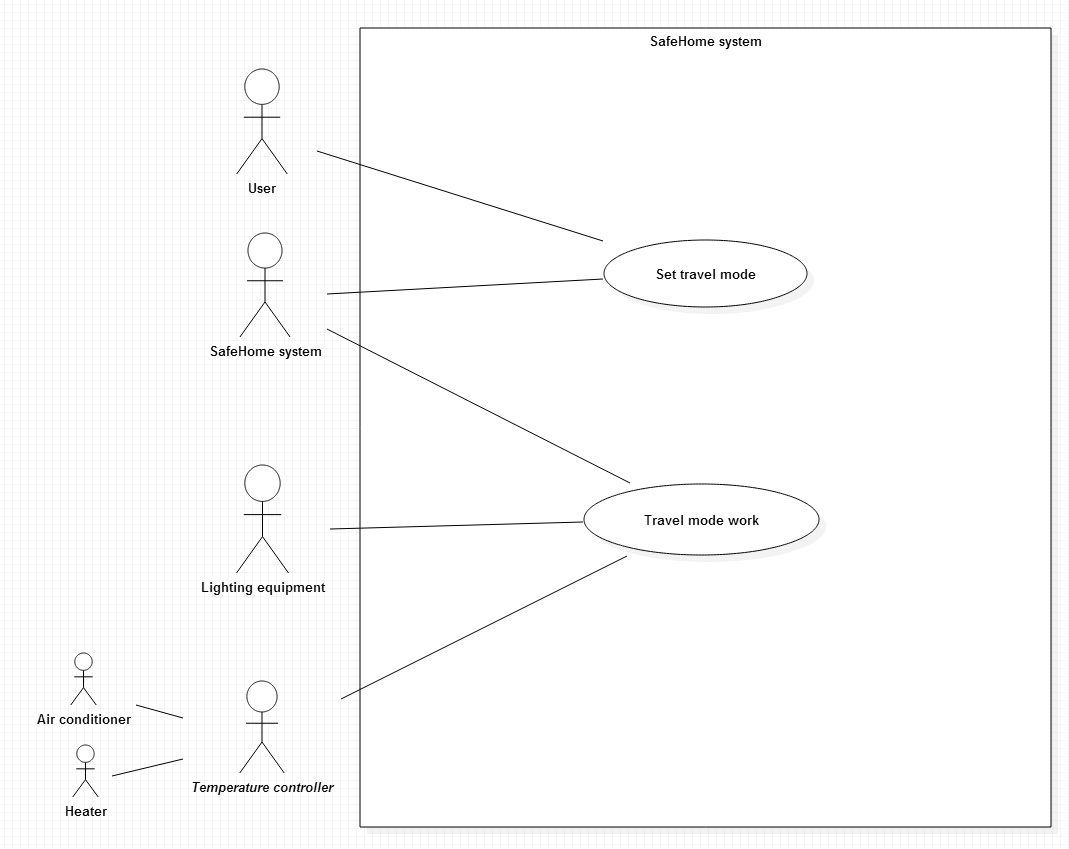 SafeHome system
User
Set travel mode
SafeHome system
Travel mode work
Lighting equipment
Air conditioner
Temperature controller
Heater